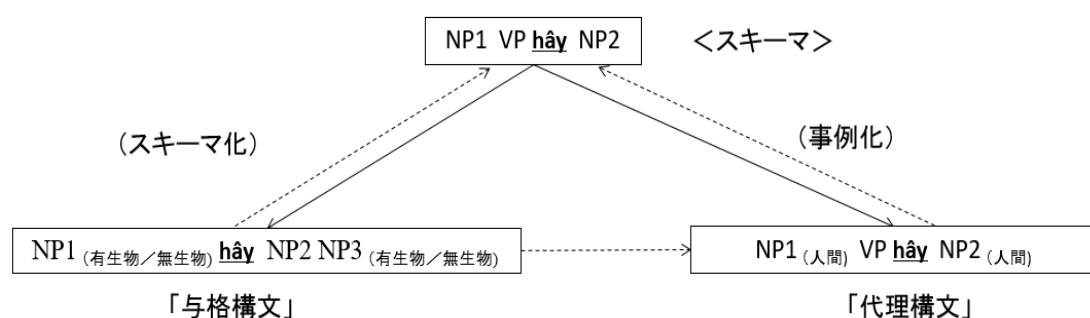 NP1 VP hây NP2
＜スキーマ＞
(スキーマ化)
(事例化)
NP1 (有生物／無生物) hây NP2 NP3 (有生物／無生物)
NP1 (人間) VP hây NP2 (人間)
「与格構文」
「代理構文」